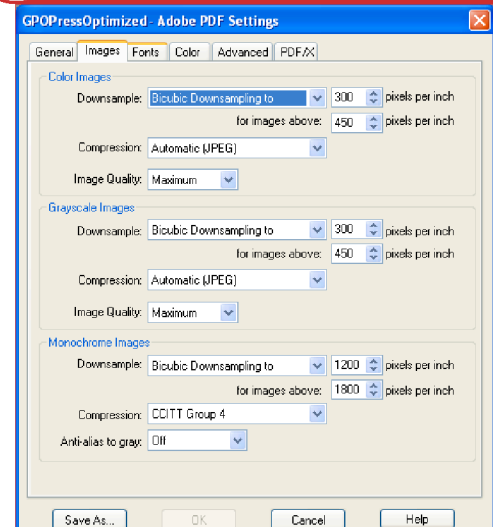 GPOPressOptimized - Adobe PDF Settings
General Images Fonts Color Advanced PDF/X
Color Images
Downsample: Bicubic Downsampling to 300 pixels per inch
for images above: 450 pixels per inch
Compression: Automatic (JPEG)
Image Quality: Maximum
Grayscale Images
Downsample: Bicubic Downsampling to 300 pixels per inch
for images above: 450 pixels per inch
Compression: Automatic (JPEG)
Image Quality: Maximum
Monochrome Images
Downsample: Bicubic Downsampling to 1200 pixels per inch
for images above: 1800 pixels per inch
Compression: CCITT Group 4
Anti-alias to gray: Off
Save As... OK Cancel Help